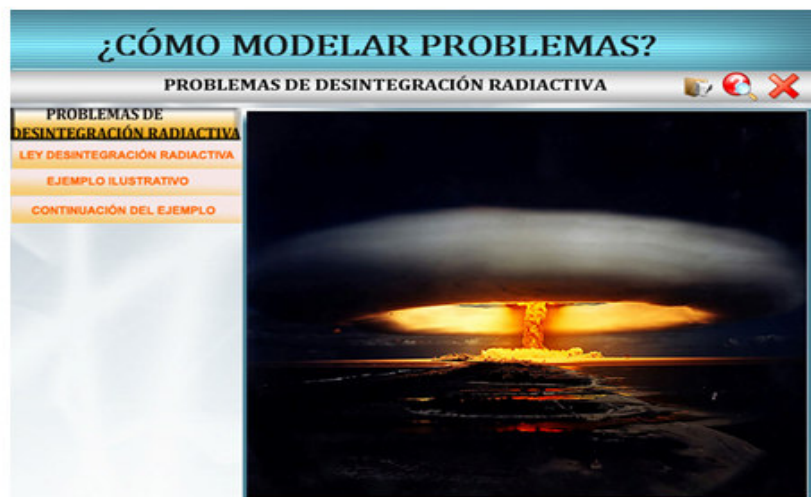 ¿CÓMO MODELAR PROBLEMAS?
PROBLEMAS DE DESINTEGRACIÓN RADIACTIVA
PROBLEMAS DE
DESINTEGRACIÓN RADIACTIVA
LEY DESINTEGRACIÓN RADIACTIVA
EJEMPLO ILUSTRATIVO
CONTINUACIÓN DEL EJEMPLO